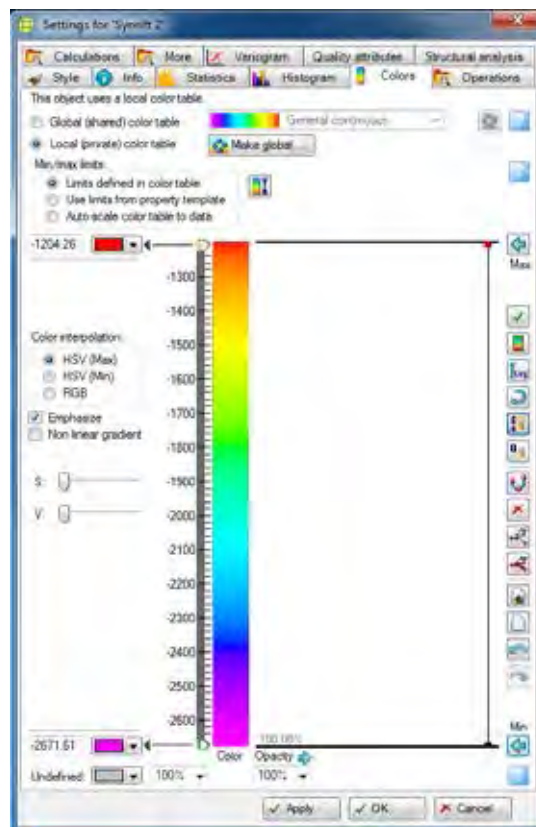 Settings for 'Synrift 2'
Calculations More Variogram Quality attributes Structural analysis
Style Info Statistics Histogram Colors Operations
This object uses a local color table.
Global (shared) color table General continuous
Local (private) color table Make global ...
Min/max limits:
Limits defined in color table
Use limits from property template
Auto scale color table to data
-1204.26
Max
-1300
-1400
Color interpolation:
-1500
HSV (Max)
HSV (Min)
-1600
RGB
Emphasize
-1700
Non linear gradient
-1800
S:
-1900
V:
-2000
-2100
-2200
-2300
-2400
-2500
-2600
Min
-2671.61
100.00%
Color Opacity
Undefined: 100% 100%
Apply OK Cancel